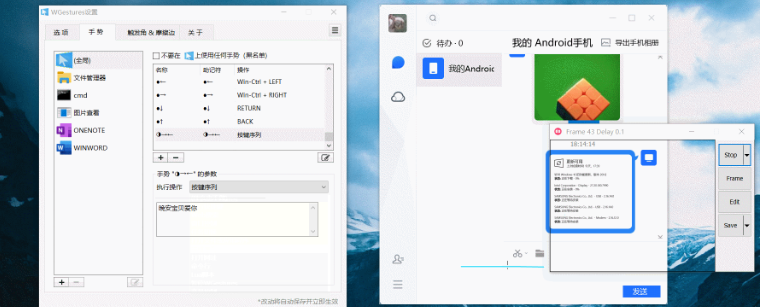 WGestures设置
选 项
手 势
触发角 & 摩擦边
关 于
(全局)
文件管理器
cmd
图片查看
ONENOTE
WINWORD
不要在
上使用任何手势 (黑名单)
名称
助记符
操作
Win-Ctrl + LEFT
Win-Ctrl + RIGHT
RETURN
BACK
按键序列
手势 "◑→←" 的参数
执行操作
按键序列
晚安宝贝爱你
*改动将自动保存并立即生效
待办 · 0
我的 Android手机
导出手机相册
我的Androic
18:14:14
发送
Frame 43 Delay 0.1
Stop
Frame
Edit
Save